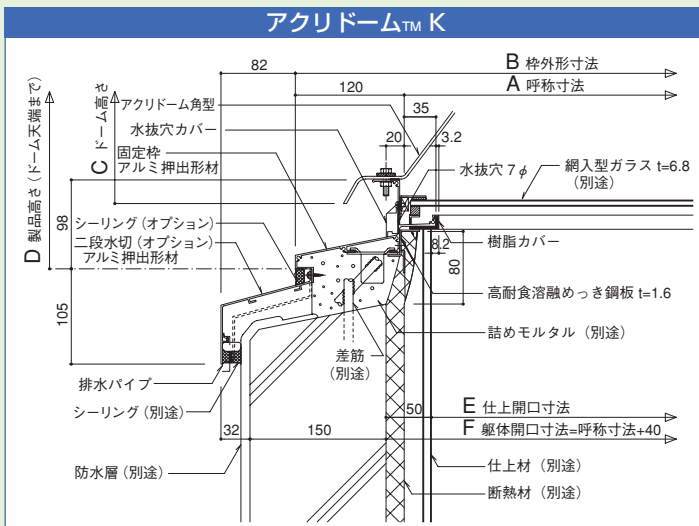 アクリドームTM K
82
B 枠外形寸法
120
A 呼称寸法
D 製品高さ(ドーム天端まで)
C ドーム高さ
アクリドーム角型
35
水抜穴カバー
20
3.2
固定枠
アルミ押出形材
水抜穴 7φ
網入型ガラス t=6.8
(別途)
98
シーリング(オプション)
二段水切(オプション)
アルミ押出形材
8.2
樹脂カバー
80
105
高耐食溶融めっき鋼板 t=1.6
詰めモルタル(別途)
差筋
(別途)
排水パイプ
シーリング(別途)
50
E 仕上開口寸法
32
150
F 躯体開口寸法=呼称寸法+40
防水層(別途)
仕上材(別途)
断熱材(別途)